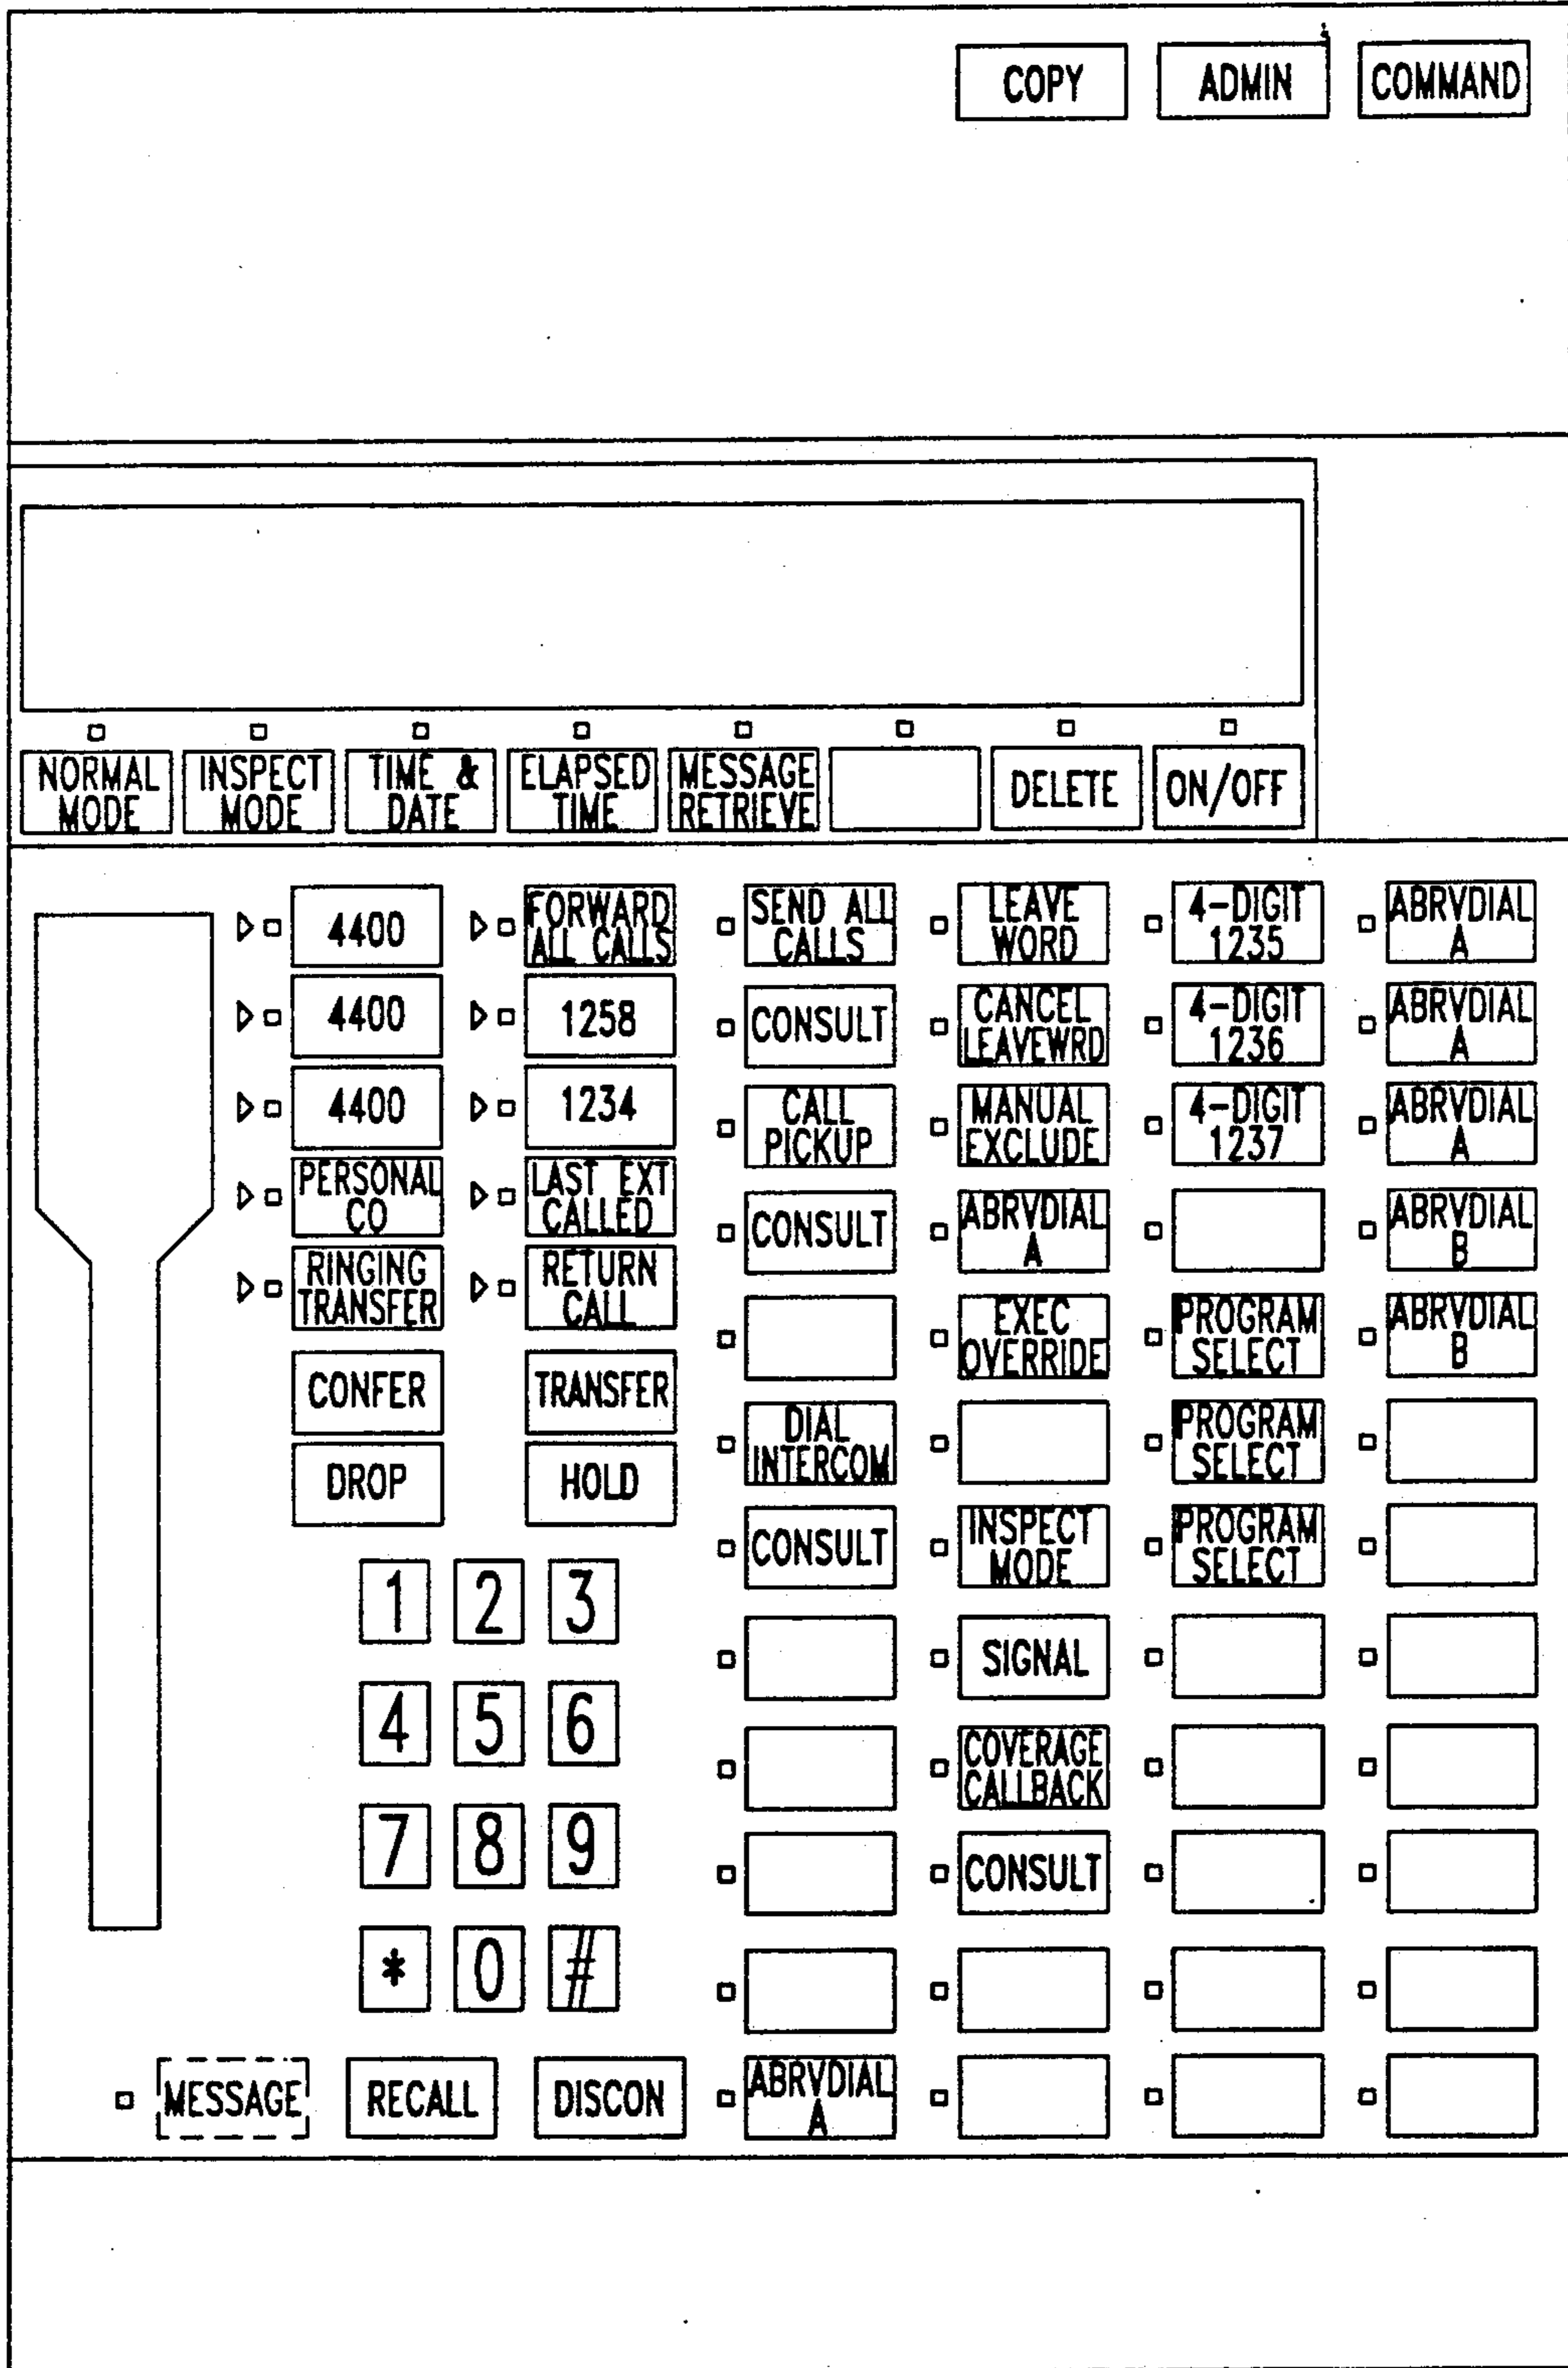 COPY ADMIN COMMAND
NORMAL MODE
INSPECT MODE
TIME & DATE
ELAPSED TIME
MESSAGE RETRIEVE
DELETE
ON/OFF
4400
FORWARD ALL CALLS
SEND ALL CALLS
LEAVE WORD
4-DIGIT 1235
ABRVDIAL A
4400
1258
CONSULT
CANCEL LEAVEWRD
4-DIGIT 1236
ABRVDIAL A
4400
1234
CALL PICKUP
MANUAL EXCLUDE
4-DIGIT 1237
ABRVDIAL A
PERSONAL CO
LAST EXT CALLED
CONSULT
ABRVDIAL A
ABRVDIAL B
RINGING TRANSFER
RETURN CALL
EXEC OVERRIDE
PROGRAM SELECT
ABRVDIAL B
CONFER
TRANSFER
DIAL INTERCOM
PROGRAM SELECT
DROP
HOLD
CONSULT
INSPECT MODE
PROGRAM SELECT
1 2 3
SIGNAL
4 5 6
COVERAGE CALLBACK
7 8 9
CONSULT
* 0 #
MESSAGE
RECALL
DISCON
ABRVDIAL A